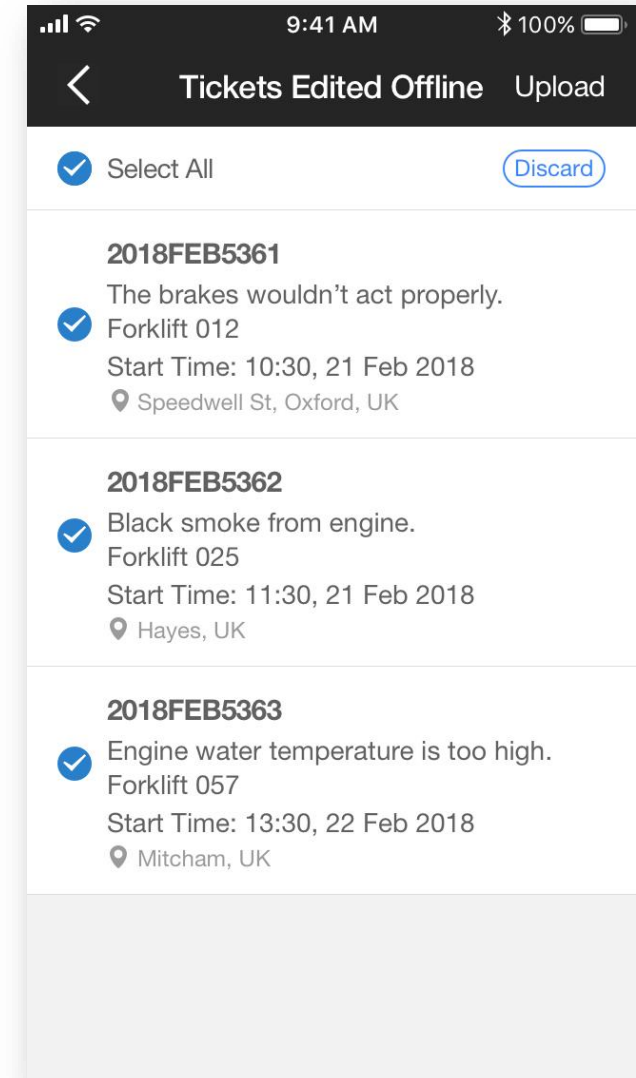 9:41 AM 100%
Tickets Edited Offline Upload
Select All Discard
2018FEB5361
The brakes wouldn’t act properly.
Forklift 012
Start Time: 10:30, 21 Feb 2018
Speedwell St, Oxford, UK
2018FEB5362
Black smoke from engine.
Forklift 025
Start Time: 11:30, 21 Feb 2018
Hayes, UK
2018FEB5363
Engine water temperature is too high.
Forklift 057
Start Time: 13:30, 22 Feb 2018
Mitcham, UK